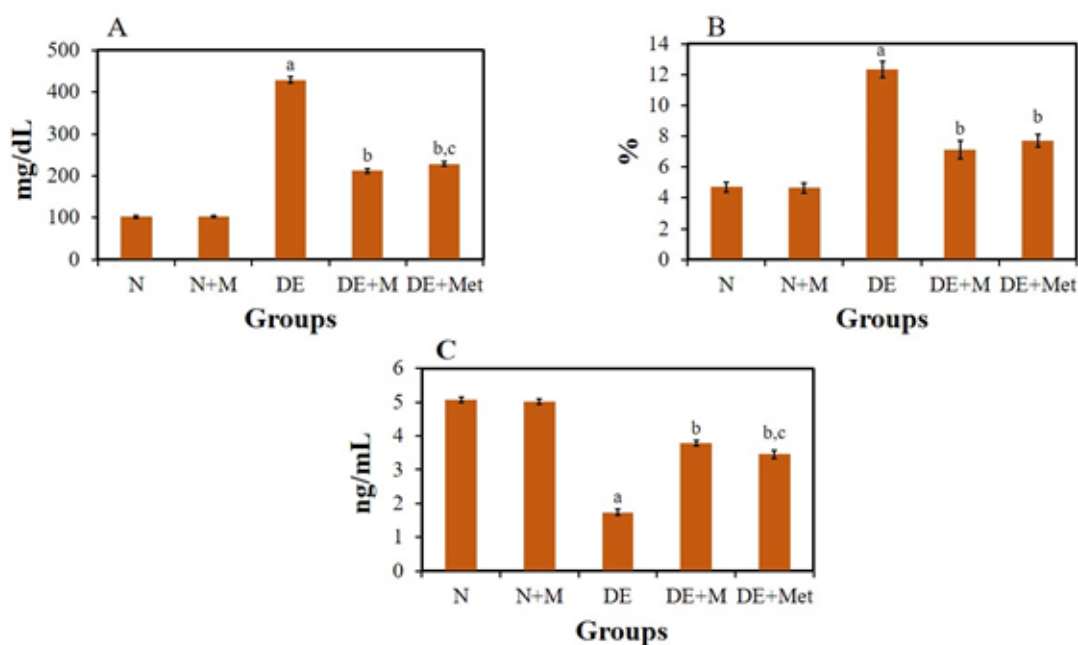 A
500
400
300
200
100
0
mg/dL
a
b
b,c
N N+M DE DE+M DE+Met
Groups
B
14
12
10
8
6
4
2
0
%
a
b
b
N N+M DE DE+M DE+Met
Groups
C
6
5
4
3
2
1
0
ng/mL
a
b
b,c
N N+M DE DE+M DE+Met
Groups